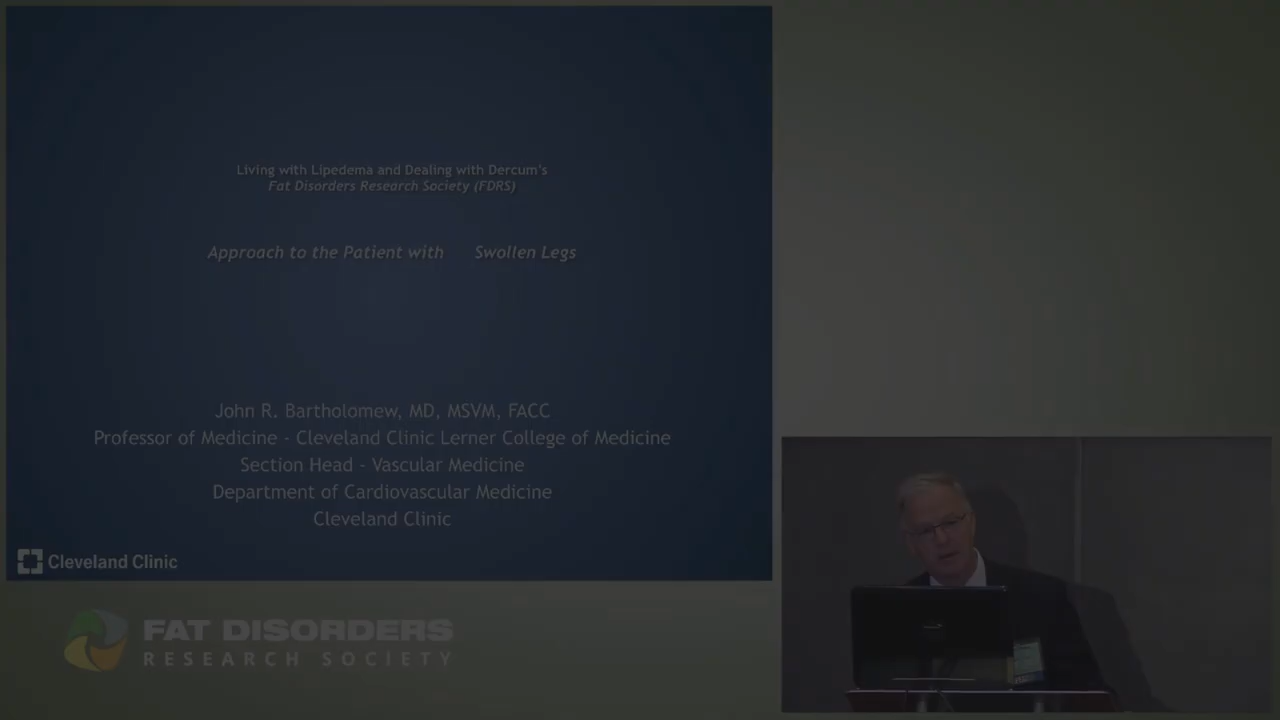 Living with Lipedema and Dealing with Dercum's
Fat Disorders Research Society (FDRS)
Approach to the Patient with Swollen Legs
John R. Bartholomew, MD, MSVM, FACC
Professor of Medicine - Cleveland Clinic Lerner College of Medicine
Section Head - Vascular Medicine
Department of Cardiovascular Medicine
Cleveland Clinic
Cleveland Clinic
FAT DISORDERS
RESEARCH SOCIETY